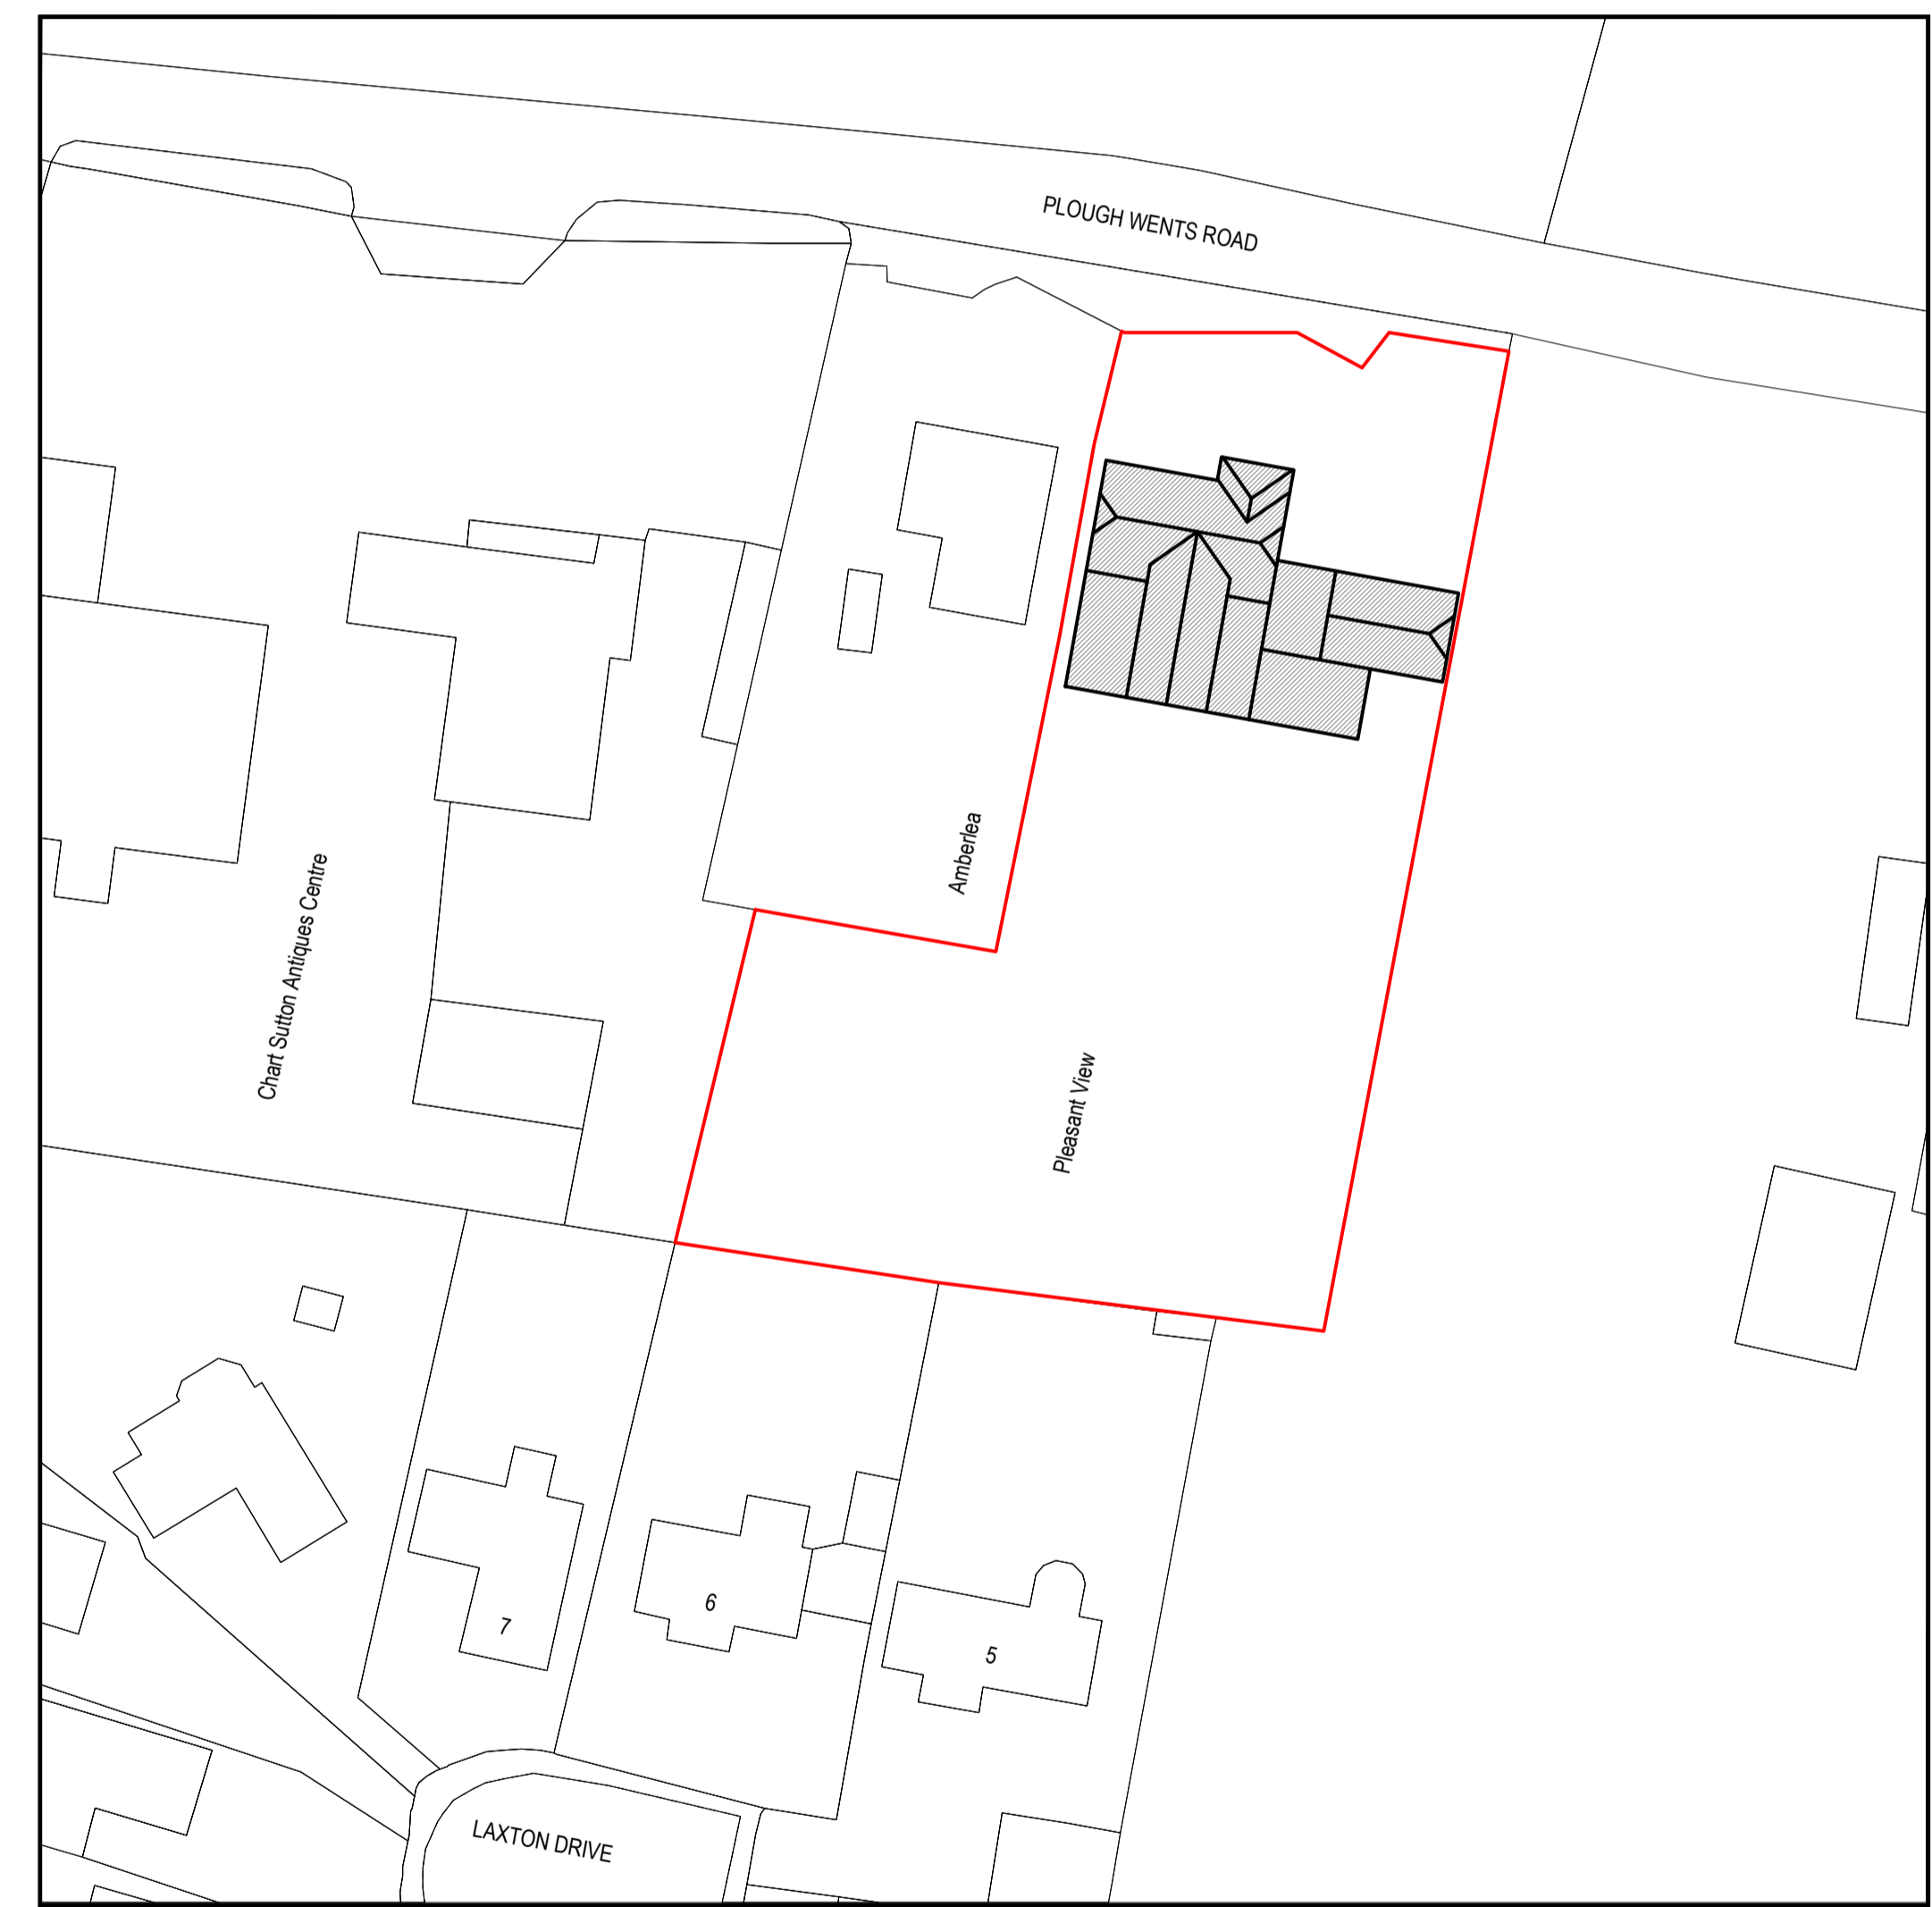 PLOUGH WENTS ROAD
Amberlea
Chart Sutton Antiques Centre
Pleasant View
7
6
5
LAXTON DRIVE